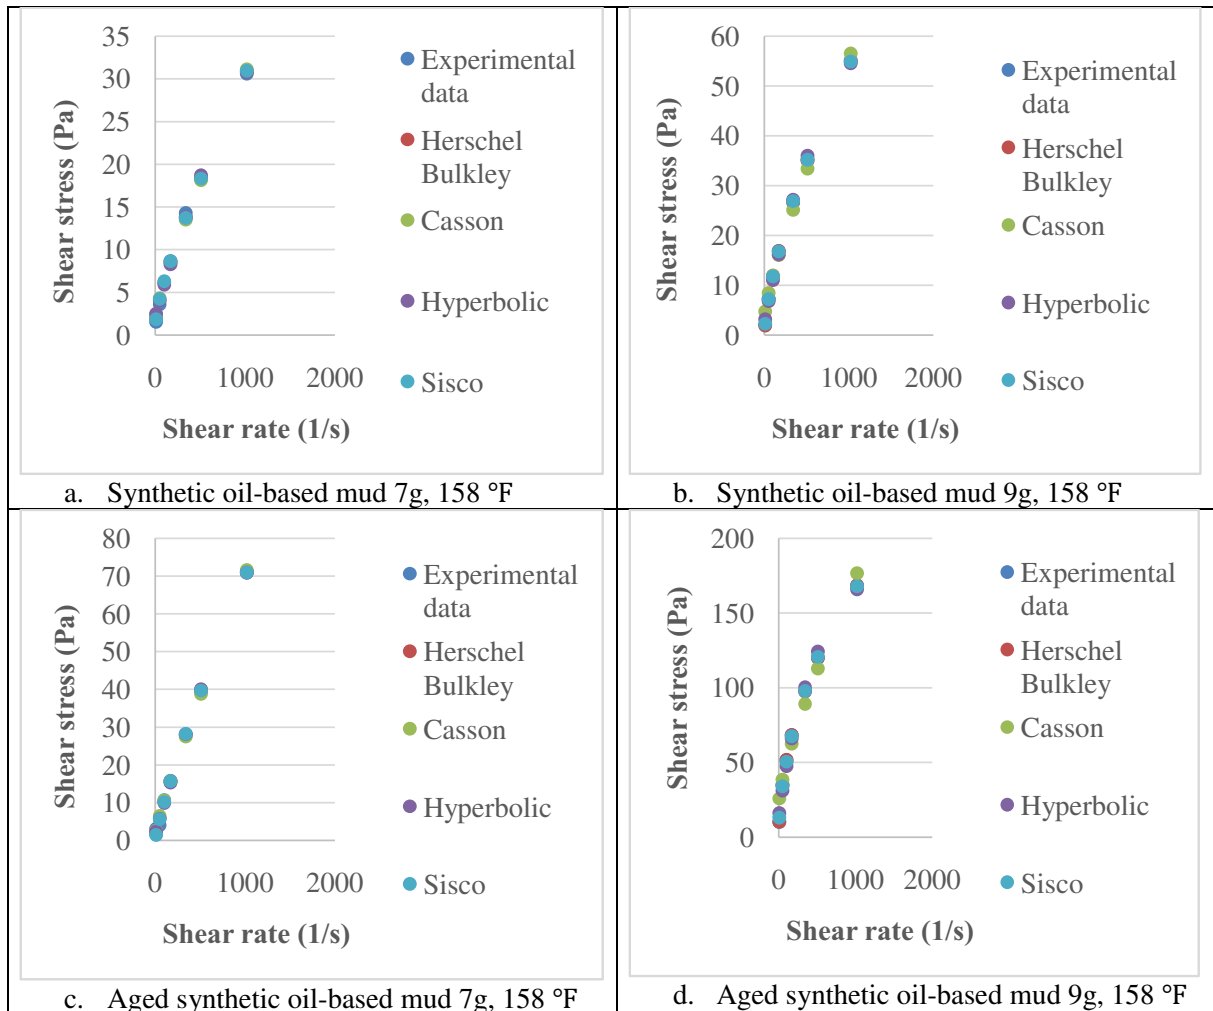 35
30
25
20
15
10
5
0
Shear stress (Pa)
0 1000 2000
Shear rate (1/s)
Experimental
data
Herschel
Bulkley
Casson
Hyperbolic
Sisco
a. Synthetic oil-based mud 7g, 158 °F
60
50
40
30
20
10
0
Shear stress (Pa)
0 1000 2000
Shear rate (1/s)
Experimental
data
Herschel
Bulkley
Casson
Hyperbolic
Sisco
b. Synthetic oil-based mud 9g, 158 °F
80
70
60
50
40
30
20
10
0
Shear stress (Pa)
0 1000 2000
Shear rate (1/s)
Experimental
data
Herschel
Bulkley
Casson
Hyperbolic
Sisco
c. Aged synthetic oil-based mud 7g, 158 °F
200
150
100
50
0
Shear stress (Pa)
0 1000 2000
Shear rate (1/s)
Experimental
data
Herschel
Bulkley
Casson
Hyperbolic
Sisco
d. Aged synthetic oil-based mud 9g, 158 °F